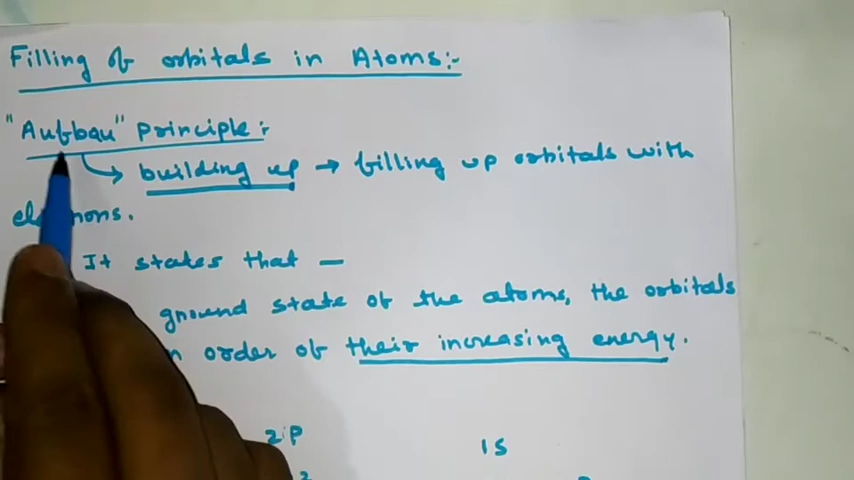 Filling of orbitals in Atoms:-
"Aufbau" principle:
building up → filling up orbitals with
It states that —
ground state of the atoms, the orbitals
order of their increasing energy.
1s